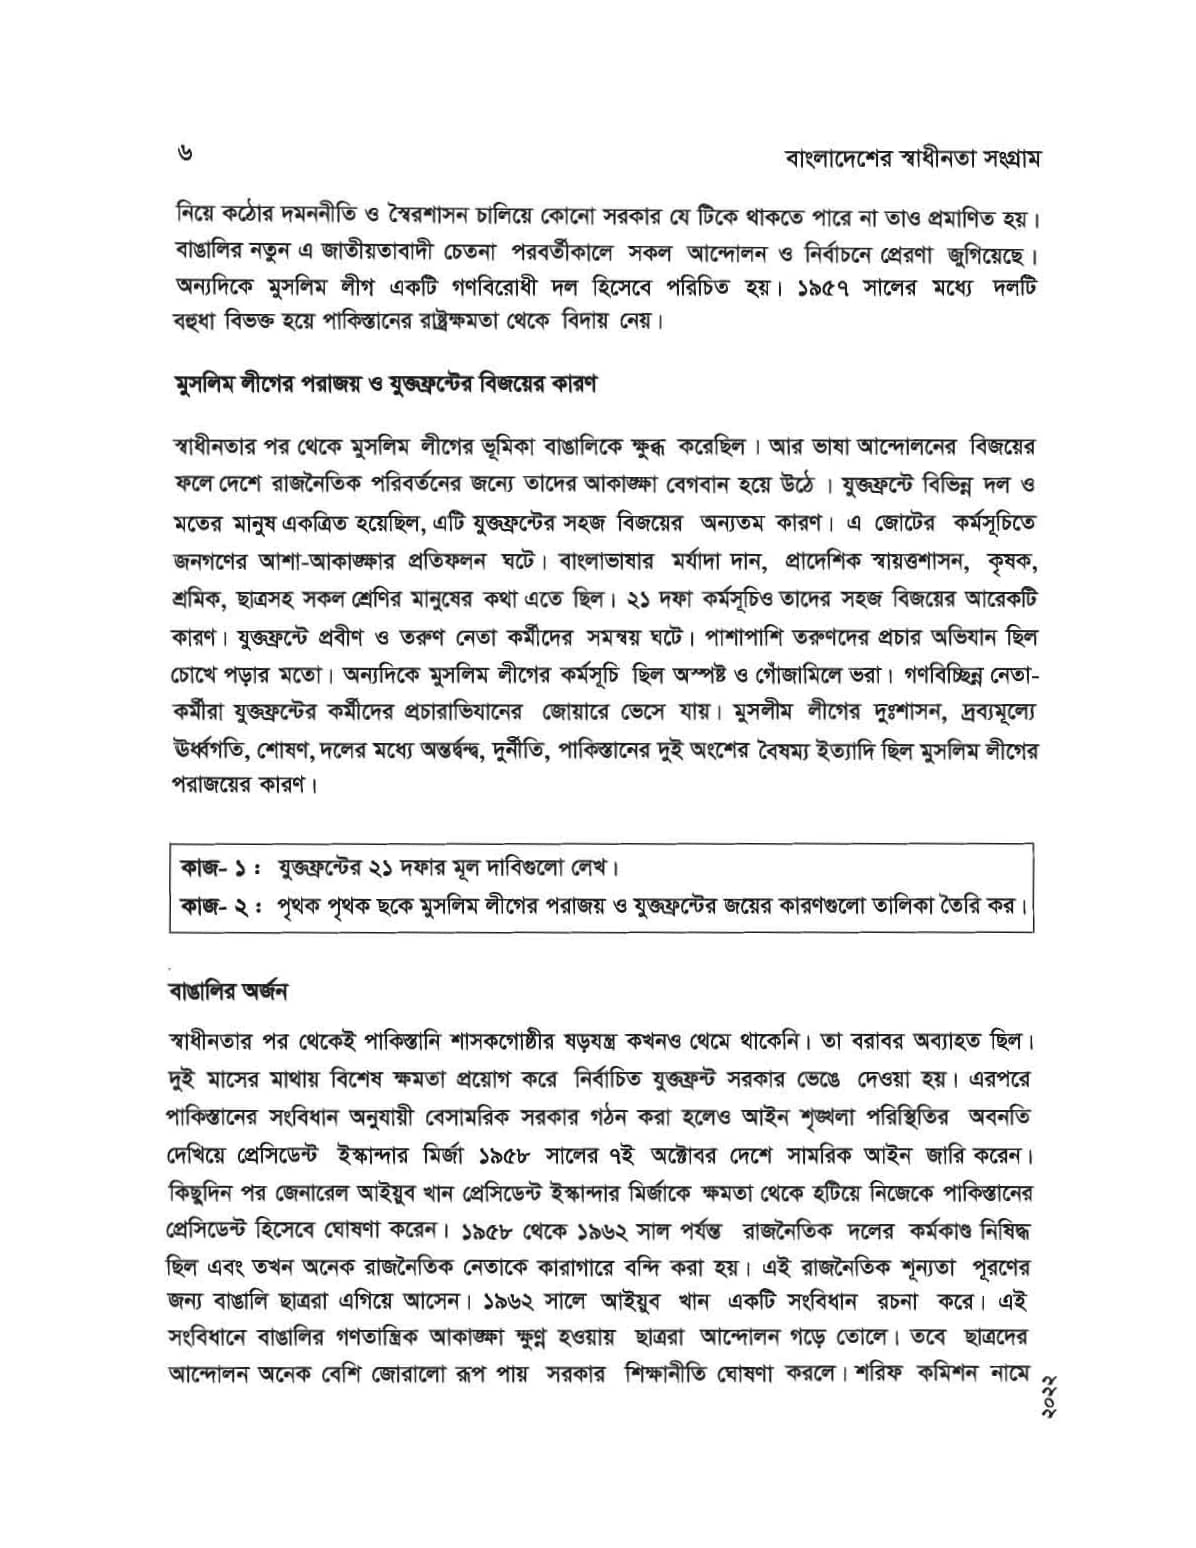 ৬
বাংলাদেশের স্বাধীনতা সংগ্রাম
নিয়ে কঠোর দমননীতি ও স্বৈরশাসন চালিয়ে কোনো সরকার যে টিকে থাকতে পারে না তাও প্রমাণিত হয়।
বাঙালির নতুন এ জাতীয়তাবাদী চেতনা পরবর্তীকালে সকল আন্দোলন ও নির্বাচনে প্রেরণা জুগিয়েছে।
অন্যদিকে মুসলিম লীগ একটি গণবিরোধী দল হিসেবে পরিচিত হয়। ১৯৫৭ সালের মধ্যে দলটি
বহুধা বিভক্ত হয়ে পাকিস্তানের রাষ্ট্রক্ষমতা থেকে বিদায় নেয়।
মুসলিম লীগের পরাজয় ও যুক্তফ্রন্টের বিজয়ের কারণ
স্বাধীনতার পর থেকে মুসলিম লীগের ভূমিকা বাঙালিকে ক্ষুব্ধ করেছিল। আর ভাষা আন্দোলনের বিজয়ের
ফলে দেশে রাজনৈতিক পরিবর্তনের জন্যে তাদের আকাঙ্ক্ষা বেগবান হয়ে উঠে । যুক্তফ্রন্টে বিভিন্ন দল ও
মতের মানুষ একত্রিত হয়েছিল, এটি যুক্তফ্রন্টের সহজ বিজয়ের অন্যতম কারণ। এ জোটের কর্মসূচিতে
জনগণের আশা-আকাঙ্ক্ষার প্রতিফলন ঘটে। বাংলাভাষার মর্যাদা দান, প্রাদেশিক স্বায়ত্তশাসন, কৃষক,
শ্রমিক, ছাত্রসহ সকল শ্রেণির মানুষের কথা এতে ছিল। ২১ দফা কর্মসূচিও তাদের সহজ বিজয়ের আরেকটি
কারণ। যুক্তফ্রন্টে প্রবীণ ও তরুণ নেতা কর্মীদের সমন্বয় ঘটে। পাশাপাশি তরুণদের প্রচার অভিযান ছিল
চোখে পড়ার মতো। অন্যদিকে মুসলিম লীগের কর্মসূচি ছিল অস্পষ্ট ও গোঁজামিলে ভরা। গণবিচ্ছিন্ন নেতা-
কর্মীরা যুক্তফ্রন্টের কর্মীদের প্রচারাভিযানের জোয়ারে ভেসে যায়। মুসলীম লীগের দুঃশাসন, দ্রব্যমূল্যে
ঊর্ধ্বগতি, শোষণ, দলের মধ্যে অন্তর্দ্বন্দ্ব, দুর্নীতি, পাকিস্তানের দুই অংশের বৈষম্য ইত্যাদি ছিল মুসলিম লীগের
পরাজয়ের কারণ।
কাজ- ১ : যুক্তফ্রন্টের ২১ দফার মূল দাবিগুলো লেখ।
কাজ- ২ : পৃথক পৃথক ছকে মুসলিম লীগের পরাজয় ও যুক্তফ্রন্টের জয়ের কারণগুলো তালিকা তৈরি কর।
বাঙালির অর্জন
স্বাধীনতার পর থেকেই পাকিস্তানি শাসকগোষ্ঠীর ষড়যন্ত্র কখনও থেমে থাকেনি। তা বরাবর অব্যাহত ছিল।
দুই মাসের মাথায় বিশেষ ক্ষমতা প্রয়োগ করে নির্বাচিত যুক্তফ্রন্ট সরকার ভেঙে দেওয়া হয়। এরপরে
পাকিস্তানের সংবিধান অনুযায়ী বেসামরিক সরকার গঠন করা হলেও আইন শৃঙ্খলা পরিস্থিতির অবনতি
দেখিয়ে প্রেসিডেন্ট ইস্কান্দার মির্জা ১৯৫৮ সালের ৭ই অক্টোবর দেশে সামরিক আইন জারি করেন।
কিছুদিন পর জেনারেল আইয়ুব খান প্রেসিডেন্ট ইস্কান্দার মির্জাকে ক্ষমতা থেকে হটিয়ে নিজেকে পাকিস্তানের
প্রেসিডেন্ট হিসেবে ঘোষণা করেন। ১৯৫৮ থেকে ১৯৬২ সাল পর্যন্ত রাজনৈতিক দলের কর্মকাণ্ড নিষিদ্ধ
ছিল এবং তখন অনেক রাজনৈতিক নেতাকে কারাগারে বন্দি করা হয়। এই রাজনৈতিক শূন্যতা পূরণের
জন্য বাঙালি ছাত্ররা এগিয়ে আসেন। ১৯৬২ সালে আইয়ুব খান একটি সংবিধান রচনা করে। এই
সংবিধানে বাঙালির গণতান্ত্রিক আকাঙ্ক্ষা ক্ষুণ্ণ হওয়ায় ছাত্ররা আন্দোলন গড়ে তোলে। তবে ছাত্রদের
আন্দোলন অনেক বেশি জোরালো রূপ পায় সরকার শিক্ষানীতি ঘোষণা করলে। শরিফ কমিশন নামে
২০২২